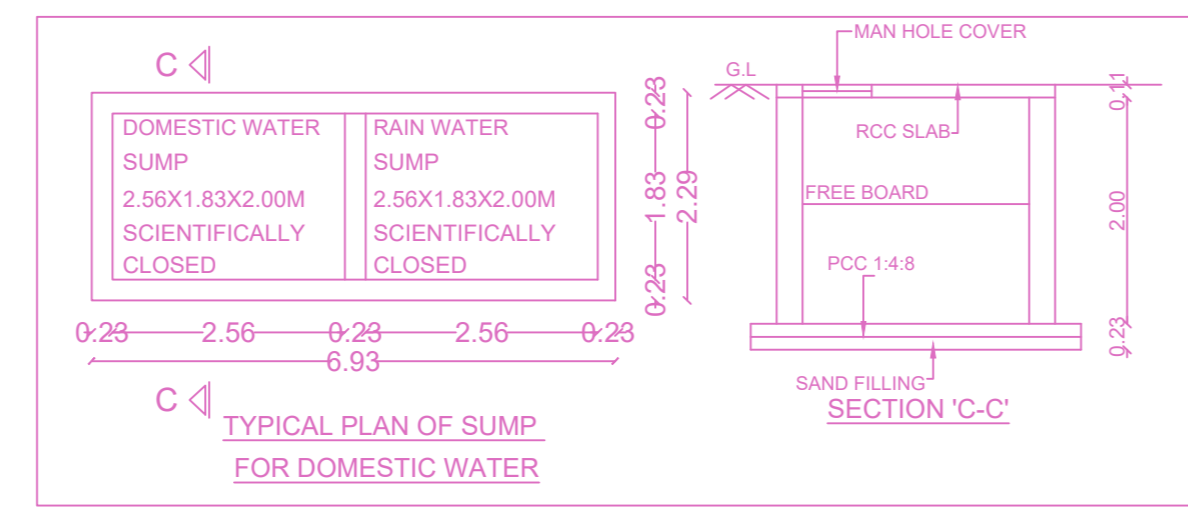 C
DOMESTIC WATER
SUMP
2.56X1.83X2.00M
SCIENTIFICALLY
CLOSED
RAIN WATER
SUMP
2.56X1.83X2.00M
SCIENTIFICALLY
CLOSED
0.23
1.83
0.23
2.29
0.23 2.56 0.23 2.56 0.23
6.93
C
TYPICAL PLAN OF SUMP
FOR DOMESTIC WATER
MAN HOLE COVER
G.L
RCC SLAB
FREE BOARD
PCC 1:4:8
SAND FILLING
0.11
2.00
0.23
SECTION 'C-C'